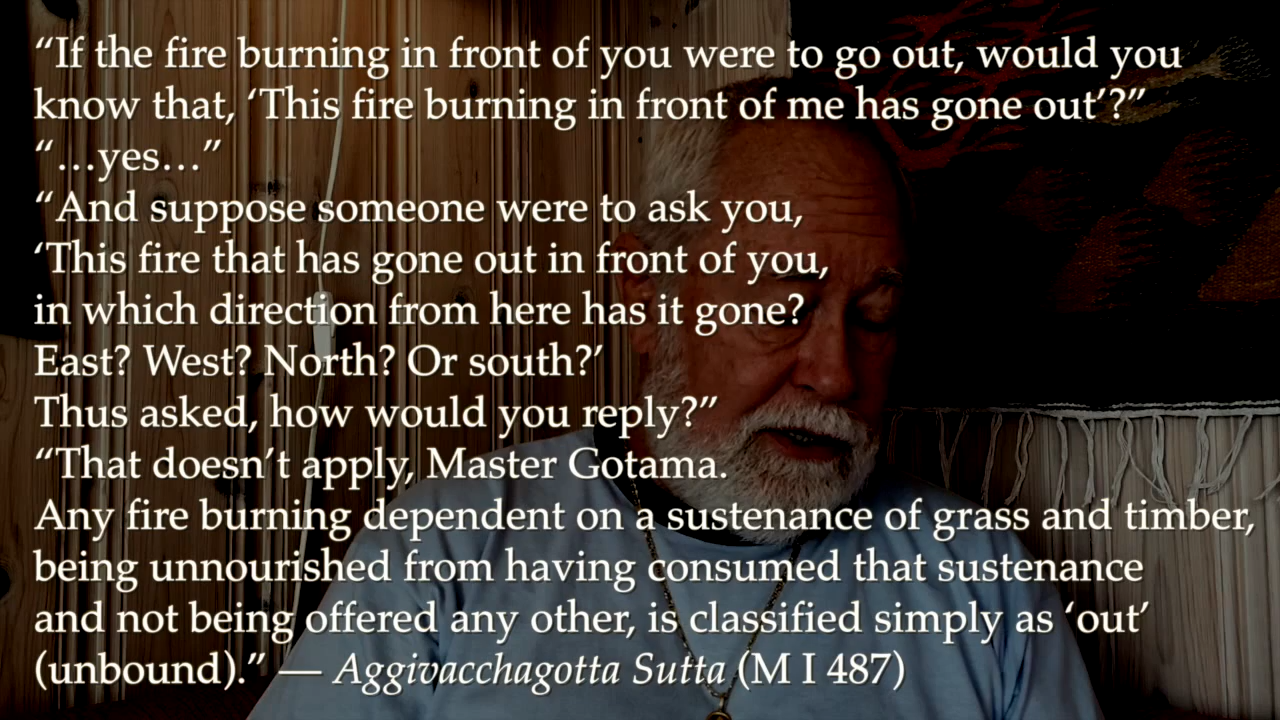 “If the fire burning in front of you were to go out, would you
know that, ‘This fire burning in front of me has gone out’?”
“…yes…”
“And suppose someone were to ask you,
‘This fire that has gone out in front of you,
in which direction from here has it gone?
East? West? North? Or south?’
Thus asked, how would you reply?”
“That doesn’t apply, Master Gotama.
Any fire burning dependent on a sustenance of grass and timber,
being unnourished from having consumed that sustenance
and not being offered any other, is classified simply as ‘out’
(unbound).” — Aggivacchagotta Sutta (M I 487)